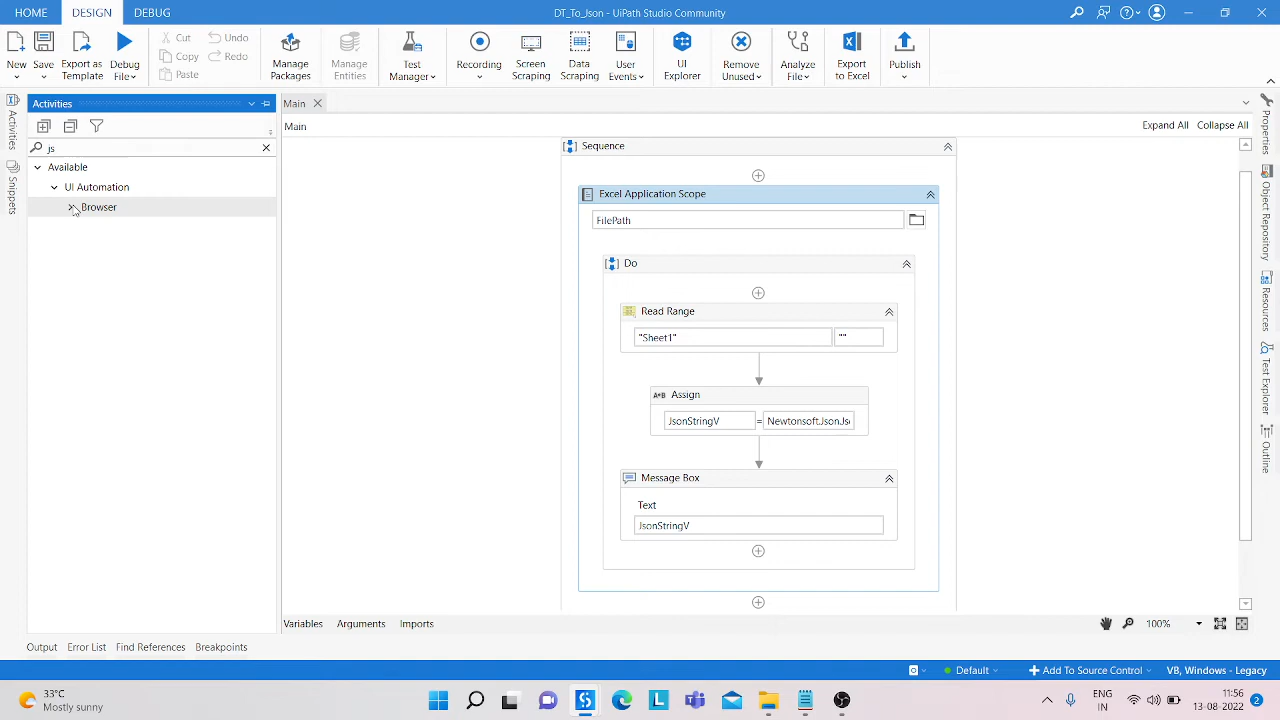 HOME DESIGN DEBUG
DT_To_Json - UiPath Studio Community
New
Save
Export as Template
Debug File
Cut
Copy
Paste
Undo
Redo
Manage Packages
Manage Entities
Test Manager
Recording
Screen Scraping
Data Scraping
User Events
UI Explorer
Remove Unused
Analyze File
Export to Excel
Publish
Activities
Snippets
Activities
js
Available
UI Automation
Browser
Main
Main
Expand All Collapse All
Sequence
Excel Application Scope
FilePath
Do
Read Range
"Sheet1" ""
A*B Assign
JsonStringV = Newtonsoft.Json.Js
Message Box
Text
JsonStringV
Properties
Object Repository
Resources
Test Explorer
Outline
Variables Arguments Imports
100%
Output Error List Find References Breakpoints
Default
Add To Source Control
VB, Windows - Legacy
33°C
Mostly sunny
ENG
IN
11:56
13-08-2022
2